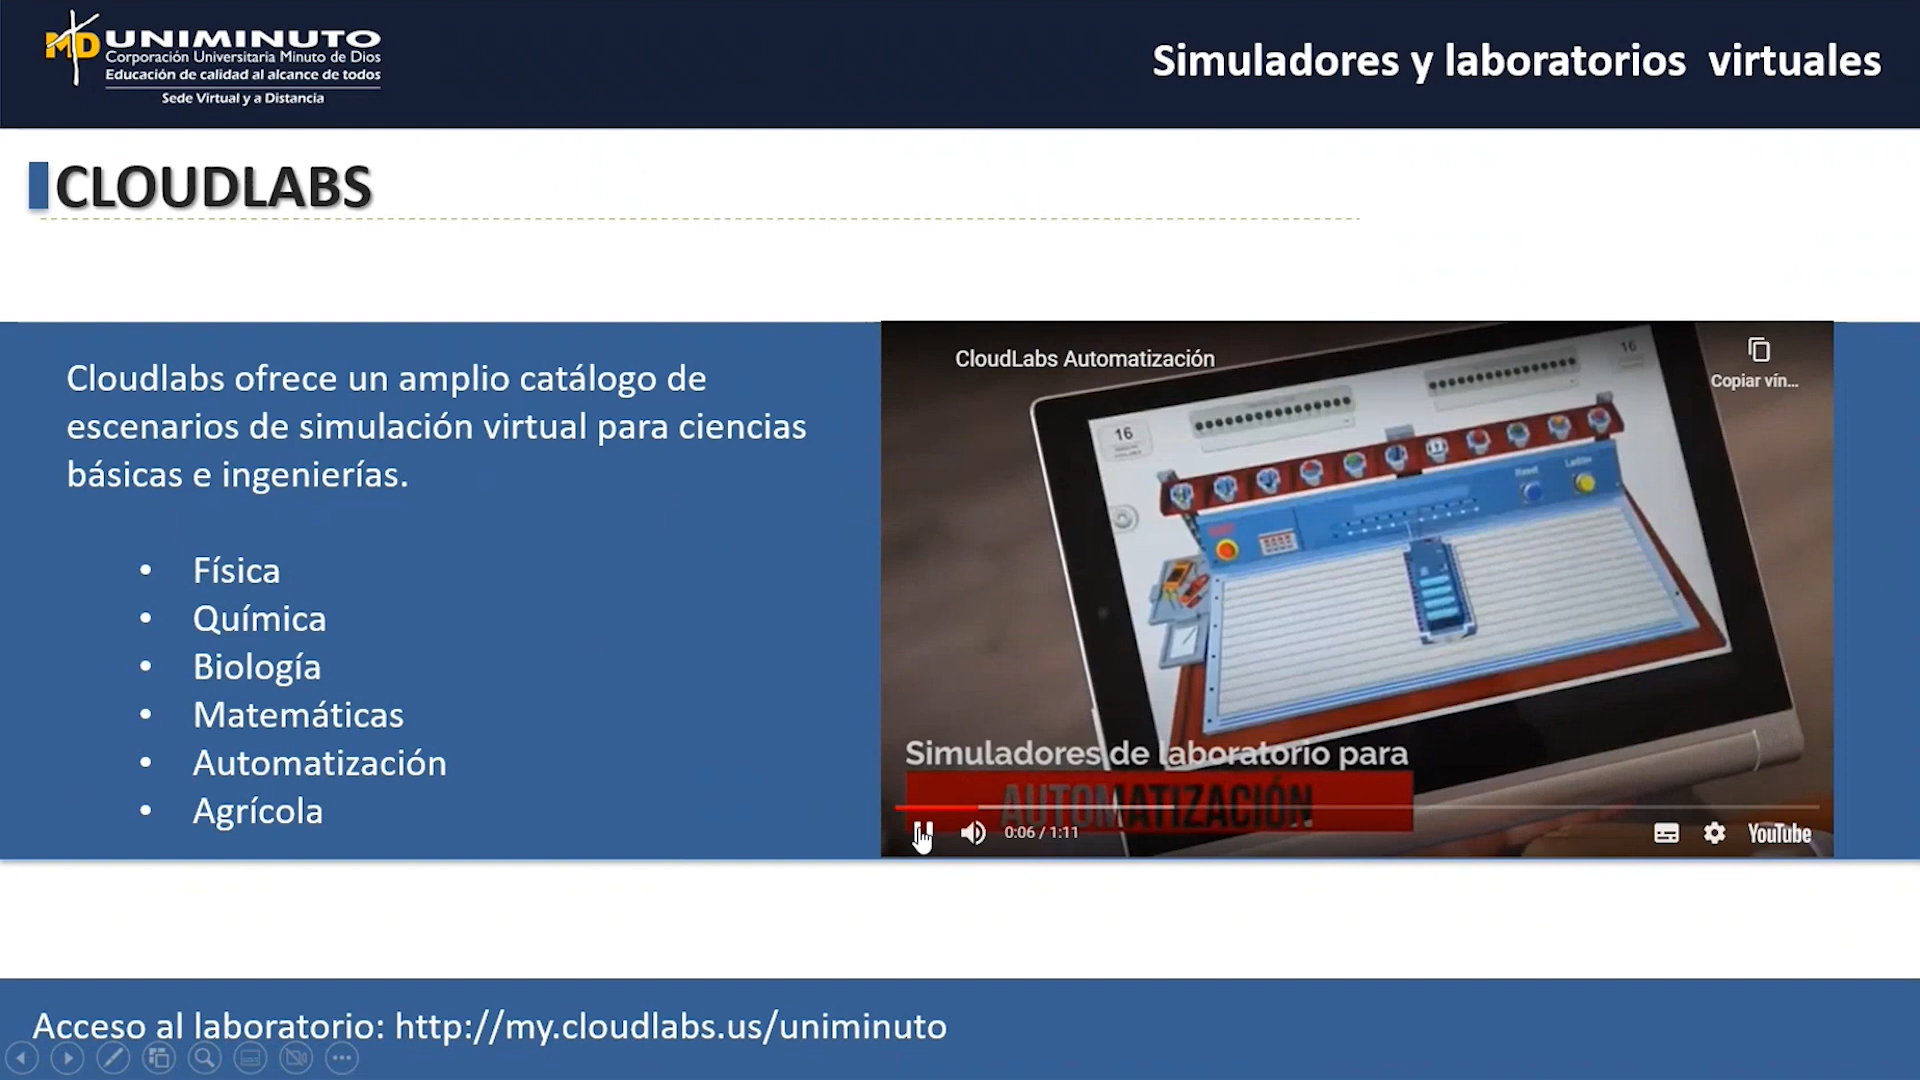 MD UNIMINUTO
Corporación Universitaria Minuto de Dios
Educación de calidad al alcance de todos
Sede Virtual y a Distancia
Simuladores y laboratorios virtuales
CLOUDLABS
Cloudlabs ofrece un amplio catálogo de
escenarios de simulación virtual para ciencias
básicas e ingenierías.
• Física
• Química
• Biología
• Matemáticas
• Automatización
• Agrícola
CloudLabs Automatización
Copiar vín...
16
16
Reset
Simuladores de laboratorio para
AUTOMATIZACIÓN
0:06 / 1:11
YouTube
Acceso al laboratorio: http://my.cloudlabs.us/uniminuto